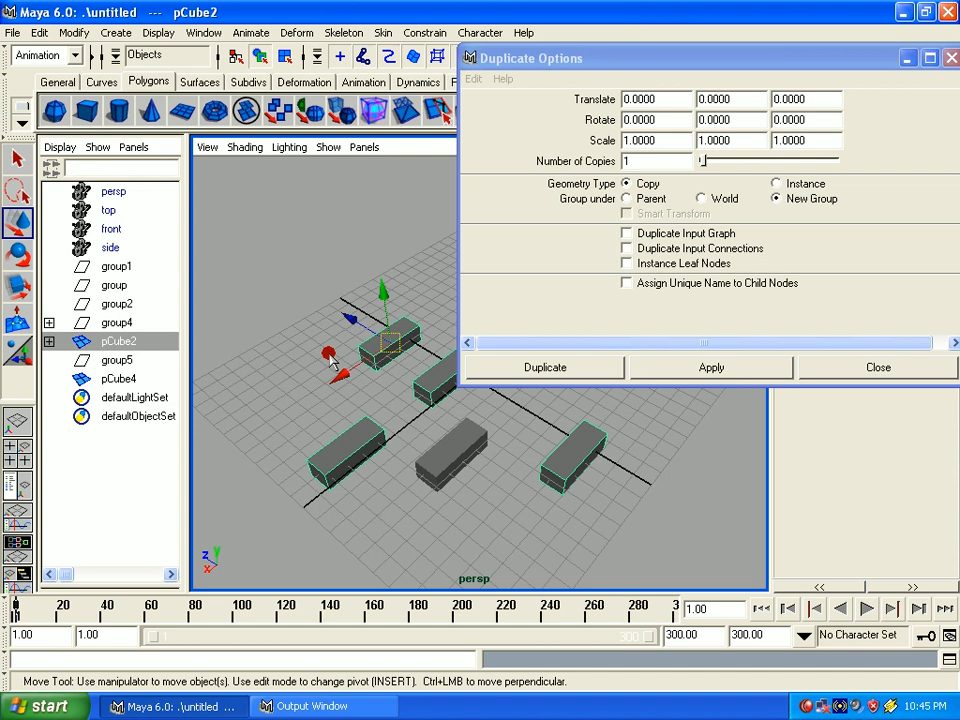 Maya 6.0: .\untitled --- pCube2
File Edit Modify Create Display Window Animate Deform Skeleton Skin Constrain Character Help
Animation Objects
General Curves Polygons Surfaces Subdivs Deformation Animation Dynamics
Duplicate Options
Edit Help
Translate 0.0000 0.0000 0.0000
Rotate 0.0000 0.0000 0.0000
Scale 1.0000 1.0000 1.0000
Number of Copies 1
Geometry Type Copy Instance
Group under Parent World New Group
Smart Transform
Duplicate Input Graph
Duplicate Input Connections
Instance Leaf Nodes
Assign Unique Name to Child Nodes
Duplicate Apply Close
Display Show Panels
persp
top
front
side
group1
group
group2
group4
pCube2
group5
pCube4
defaultLightSet
defaultObjectSet
View Shading Lighting Show Panels
z y
x
persp
<< >>
20 40 60 80 100 120 140 160 180 200 220 240 260 280 3
1.00
1.00 1.00 1 300 300.00 300.00 No Character Set
Move Tool: Use manipulator to move object(s). Use edit mode to change pivot (INSERT). Ctrl+LMB to move perpendicular.
start Maya 6.0: .\untitled ... Output Window 10:45 PM